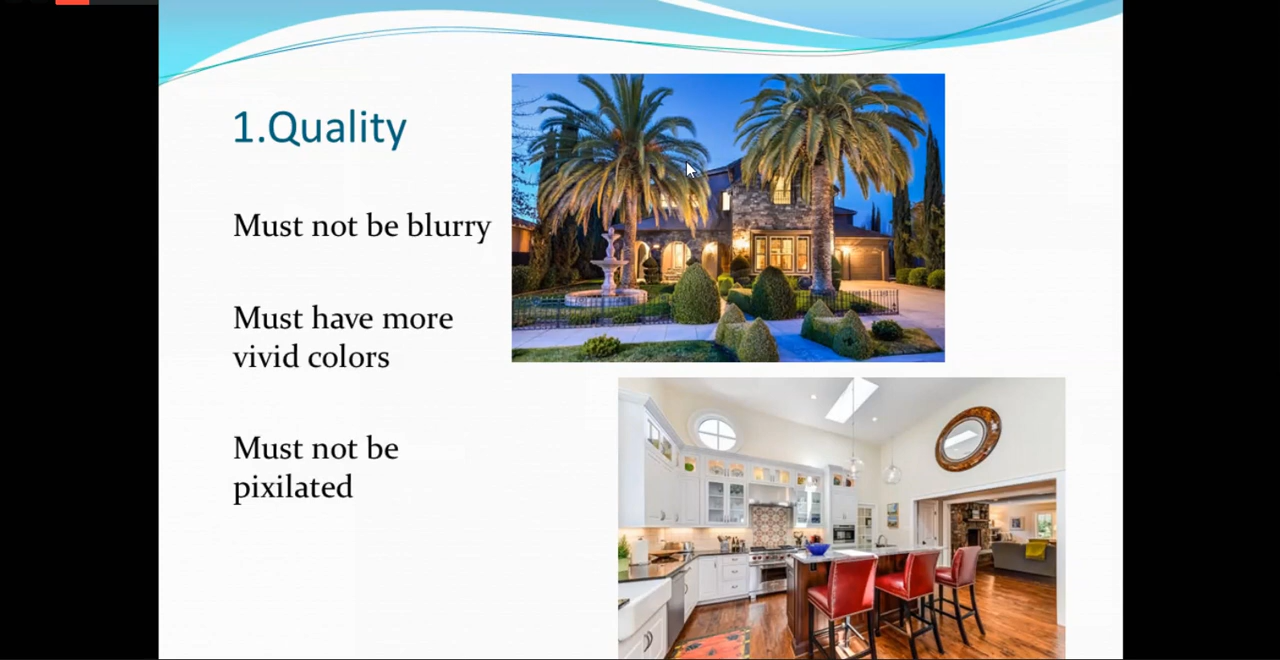 1.Quality
Must not be blurry
Must have more
vivid colors
Must not be
pixilated